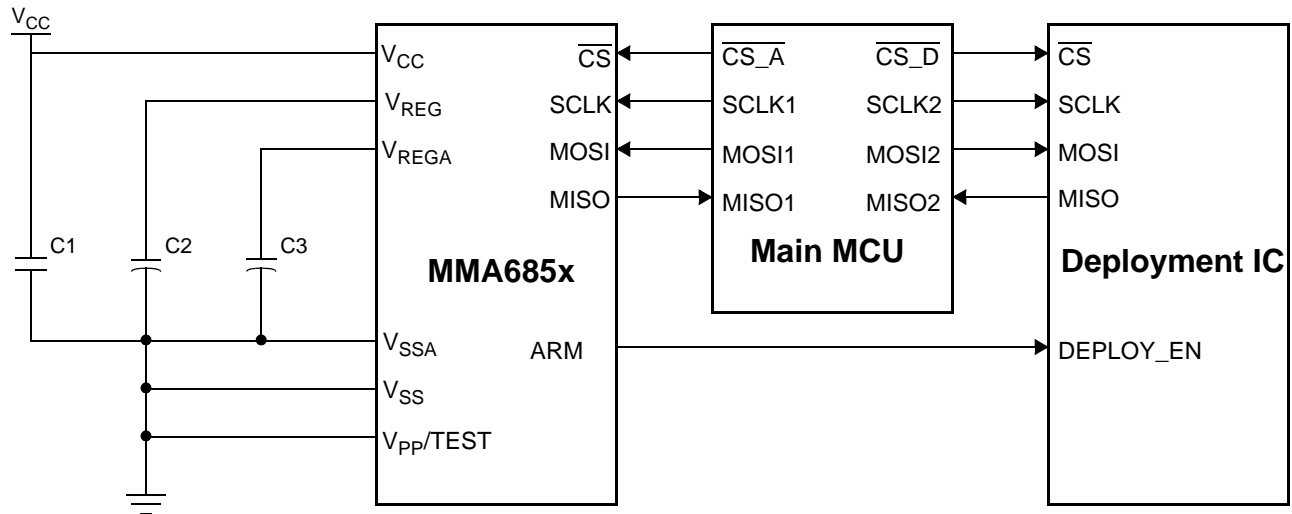 VCC
VCC CS CS_A CS_D CS
VREG SCLK SCLK1 SCLK2 SCLK
VREGA MOSI MOSI1 MOSI2 MOSI
MISO MISO1 MISO2 MISO
C1 C2 C3 MMA685x Main MCU Deployment IC
VSSA ARM DEPLOY_EN
VSS
VPP/TEST